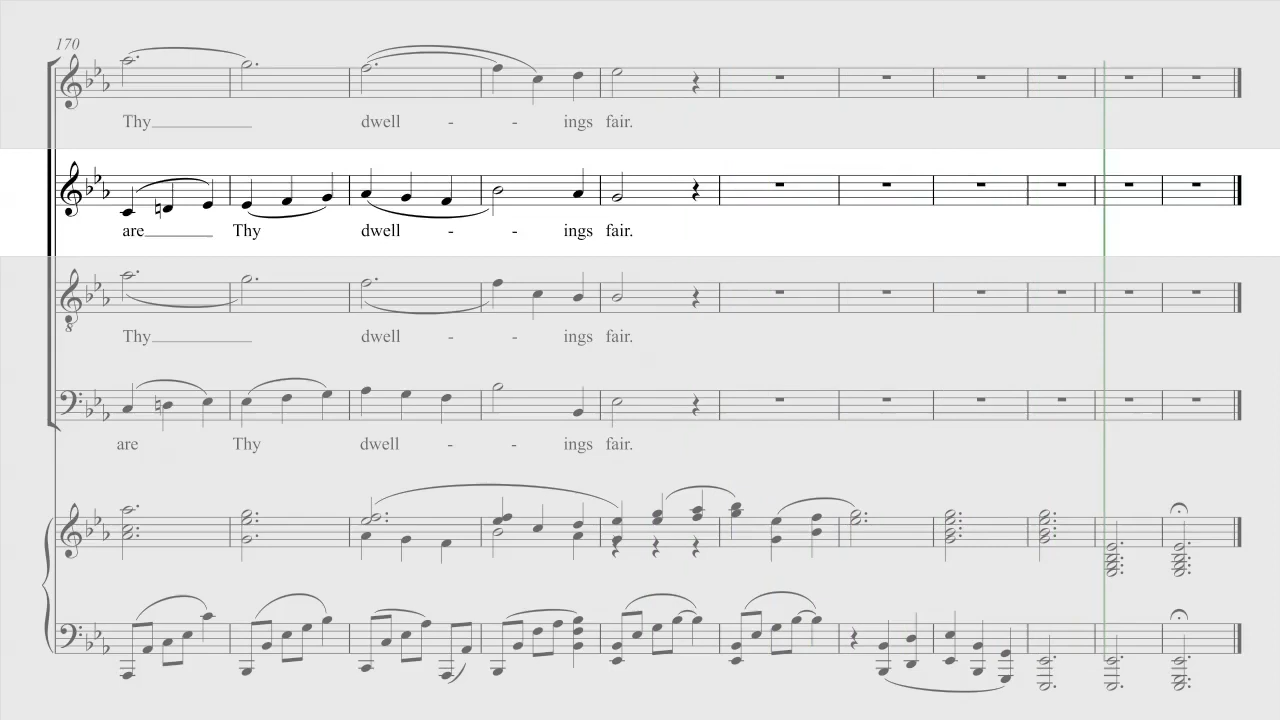 170
Thy dwell - - ings fair.
are Thy dwell - - ings fair.
8
Thy dwell - - ings fair.
are Thy dwell - - ings fair.